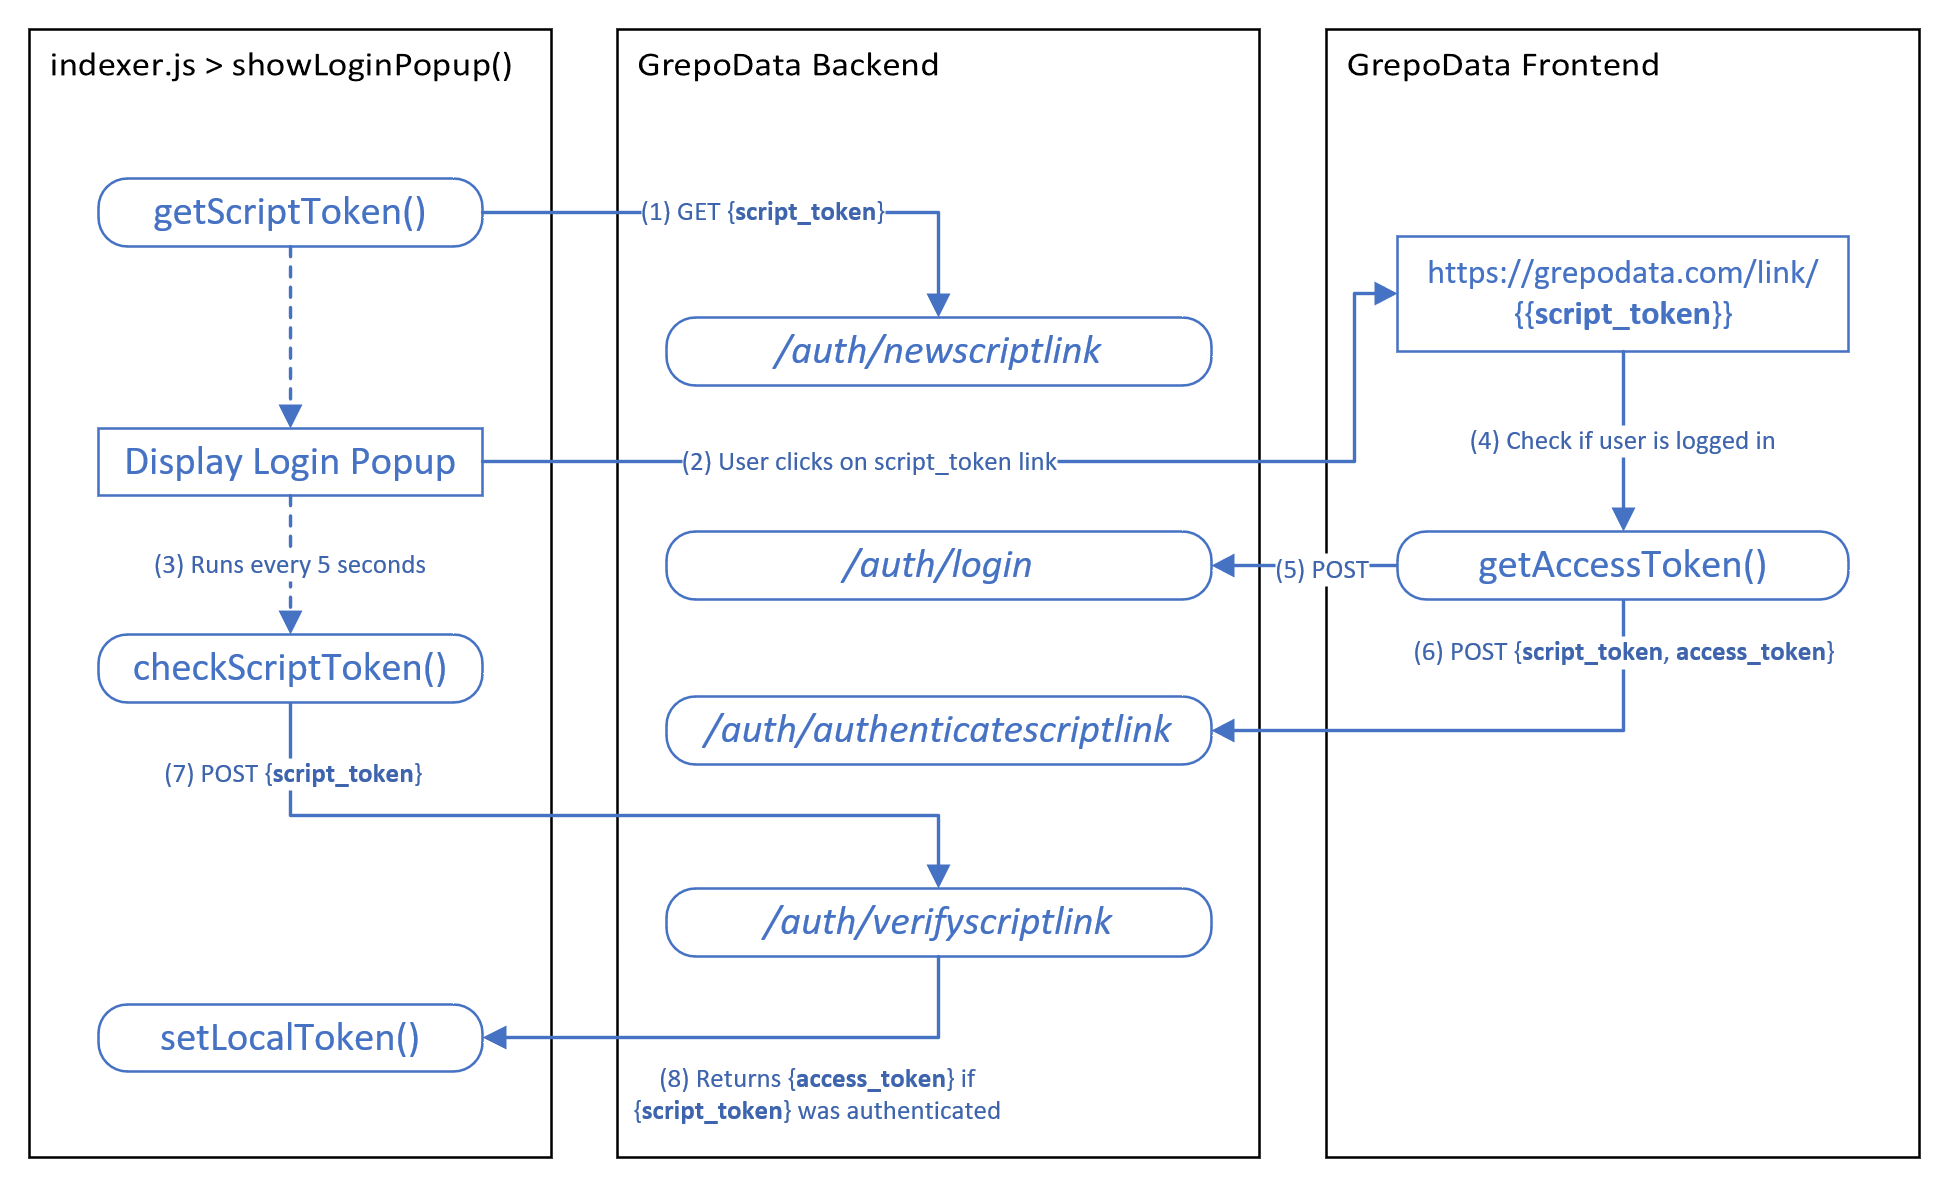 indexer.js > showLoginPopup()
GrepoData Backend
GrepoData Frontend
getScriptToken()
(1) GET {script_token}
/auth/newscriptlink
https://grepodata.com/link/
{{script_token}}
Display Login Popup
(2) User clicks on script_token link
(4) Check if user is logged in
(3) Runs every 5 seconds
/auth/login
(5) POST
getAccessToken()
checkScriptToken()
(6) POST {script_token, access_token}
/auth/authenticatescriptlink
(7) POST {script_token}
/auth/verifyscriptlink
setLocalToken()
(8) Returns {access_token} if
{script_token} was authenticated